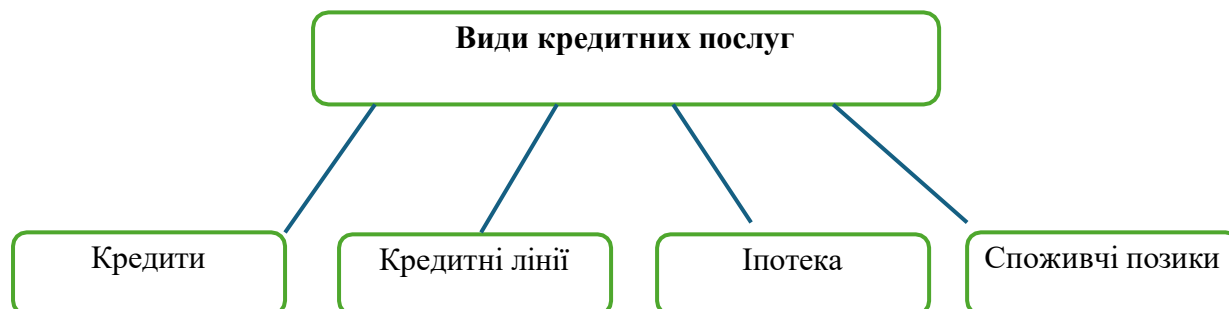 Види кредитних послуг
Кредити
Кредитні лінії
Іпотека
Споживчі позики